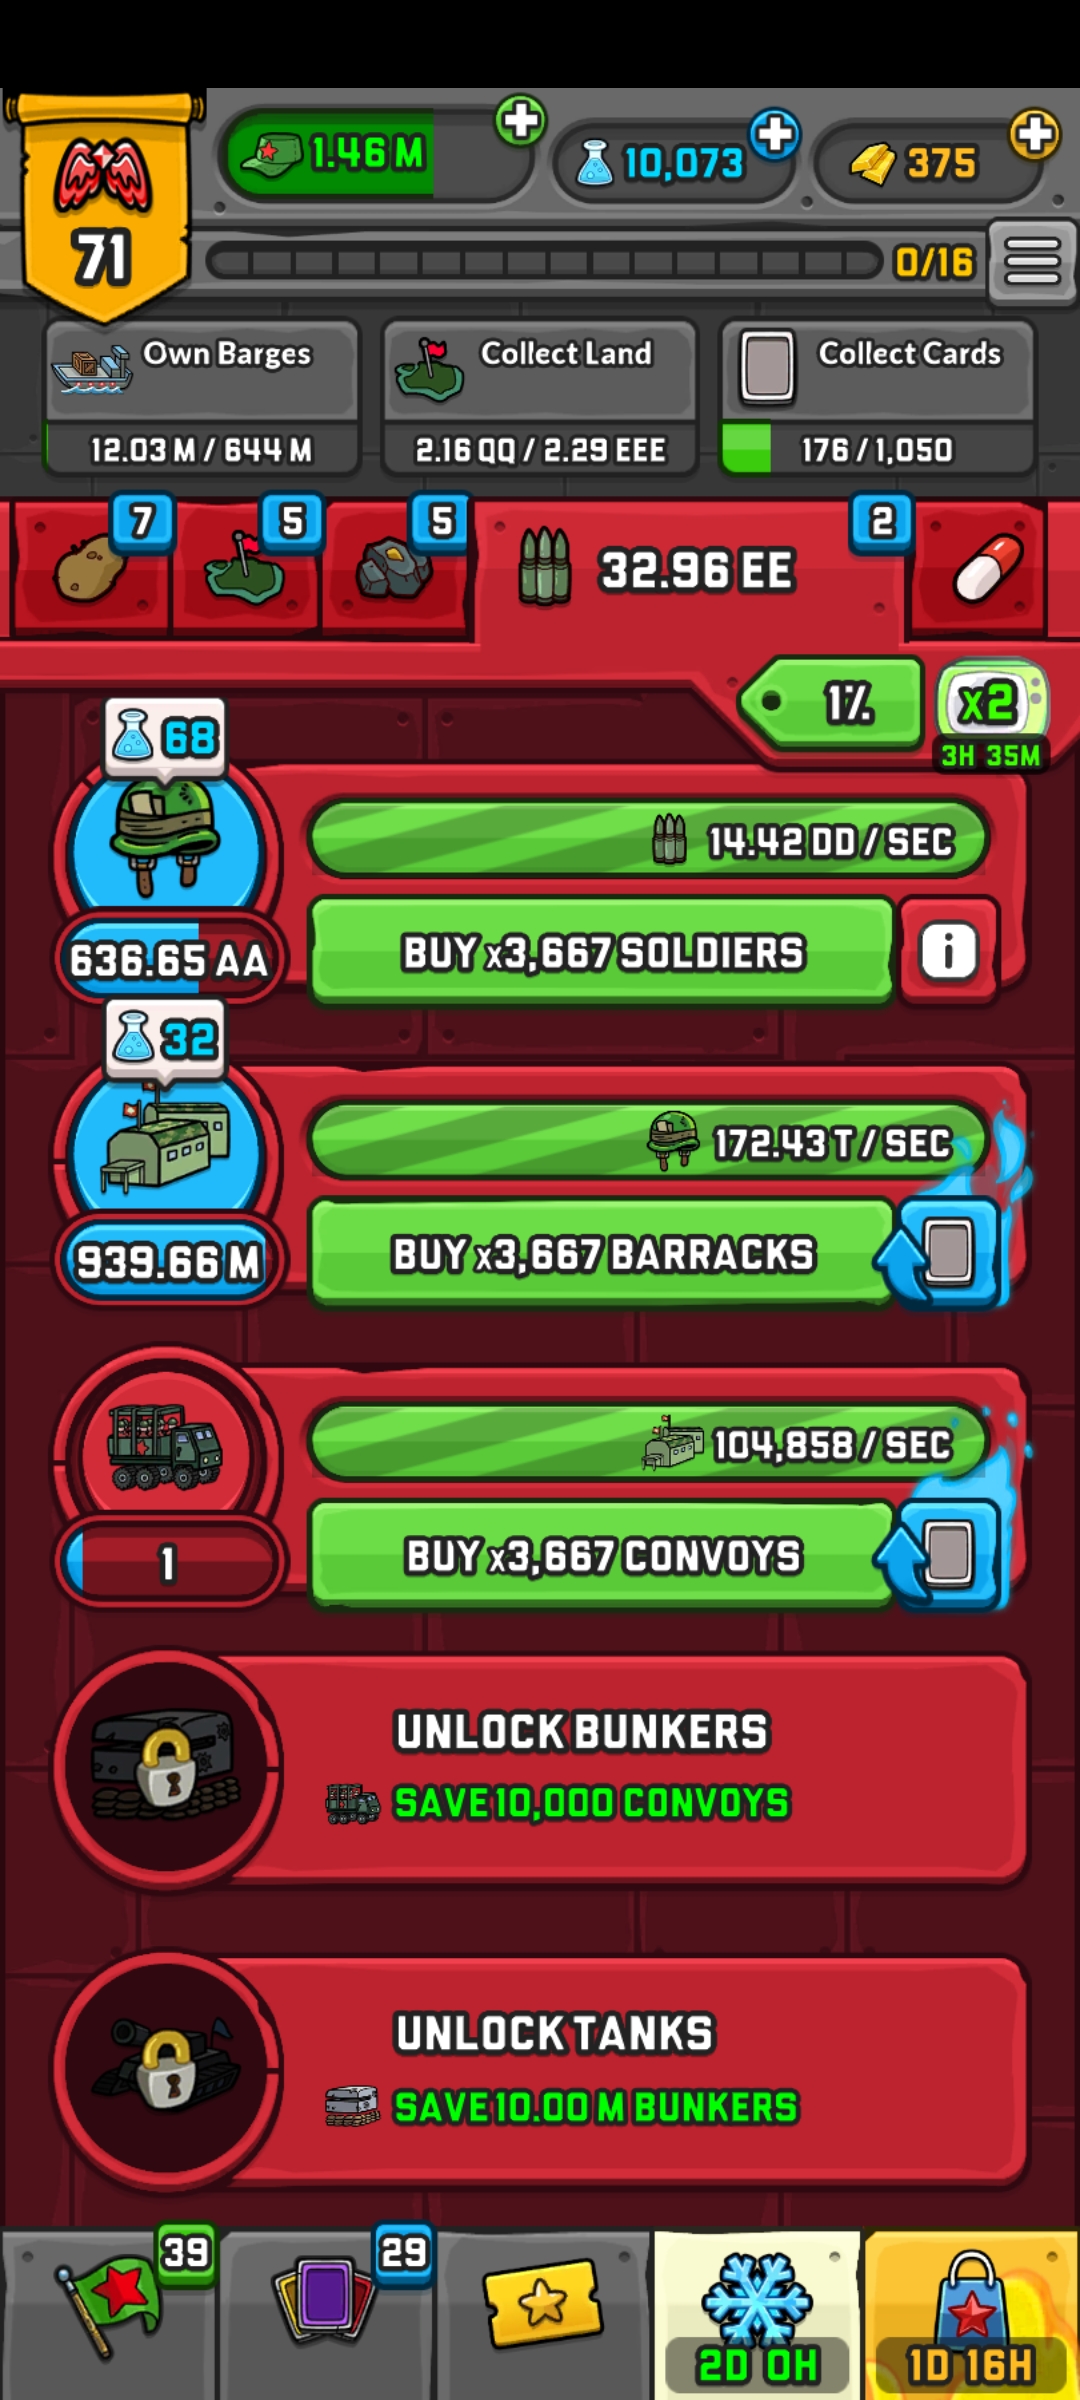 1.46 M
10,073
375
71
0/16
Own Barges
12.03 M / 644 M
Collect Land
2.16 QQ / 2.29 EEE
Collect Cards
176 / 1,050
7
5
5
32.96 EE
2
1%
x2
3H 35M
68
14.42 DD / SEC
636.65 AA
BUY x3,667 SOLDIERS
i
32
172.43 T / SEC
939.66 M
BUY x3,667 BARRACKS
104,858 / SEC
1
BUY x3,667 CONVOYS
UNLOCK BUNKERS
SAVE 10,000 CONVOYS
UNLOCK TANKS
SAVE 10.00 M BUNKERS
39
29
2D 0H
1D 16H